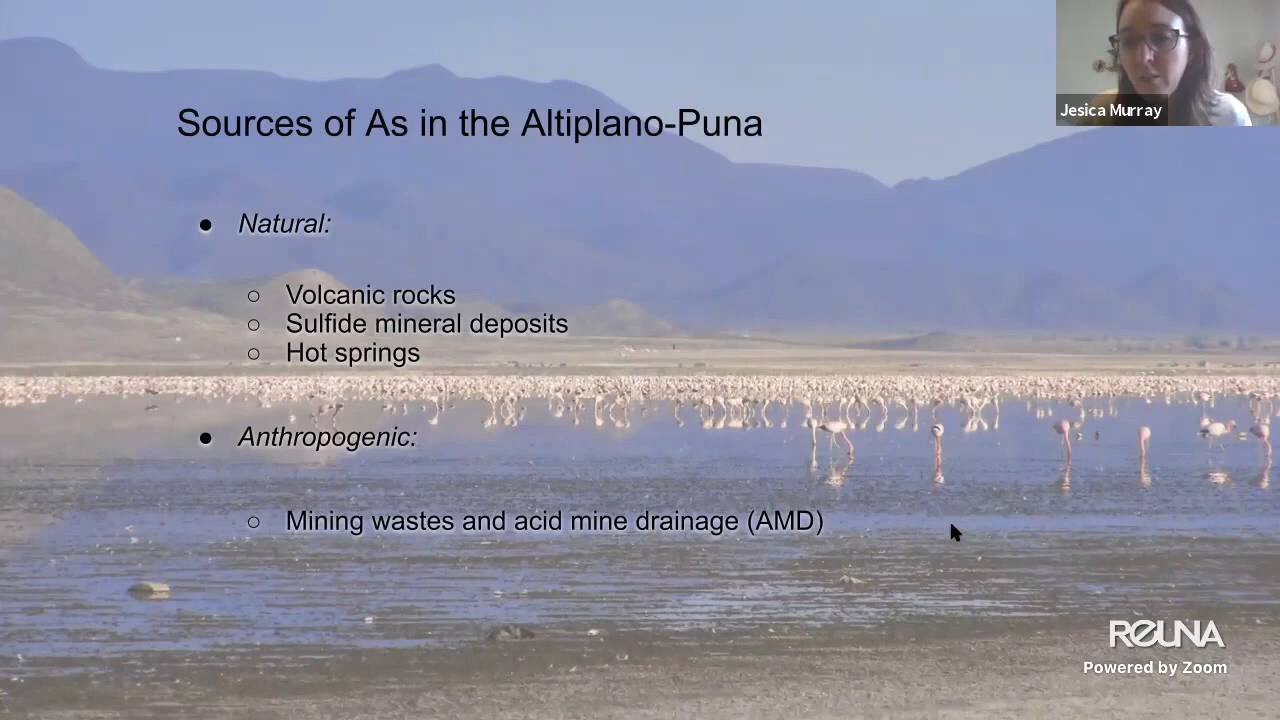 Jesica Murray
Sources of As in the Altiplano-Puna
● Natural:
○ Volcanic rocks
○ Sulfide mineral deposits
○ Hot springs
● Anthropogenic:
○ Mining wastes and acid mine drainage (AMD)
REUNA
Powered by Zoom